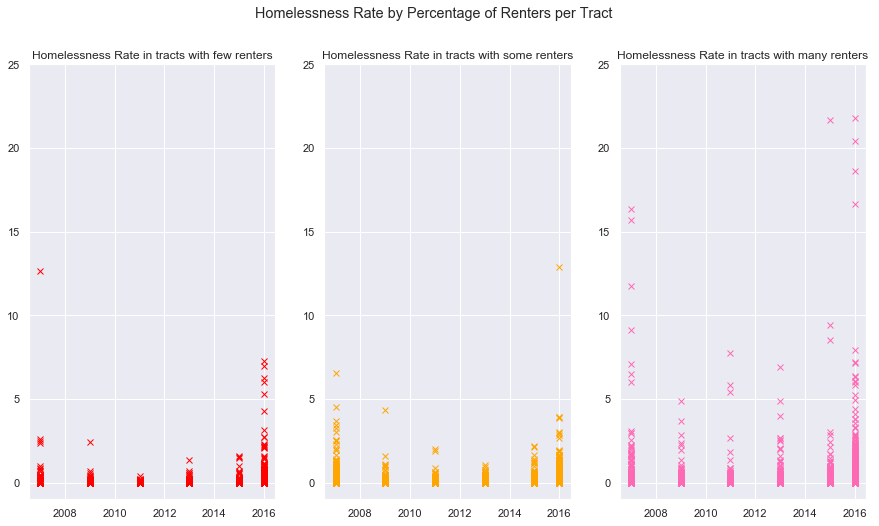 Homelessness Rate by Percentage of Renters per Tract
Homelessness Rate in tracts with few renters
25
20
15
10
5
0
2008 2010 2012 2014 2016
Homelessness Rate in tracts with some renters
25
20
15
10
5
0
2008 2010 2012 2014 2016
Homelessness Rate in tracts with many renters
25
20
15
10
5
0
2008 2010 2012 2014 2016